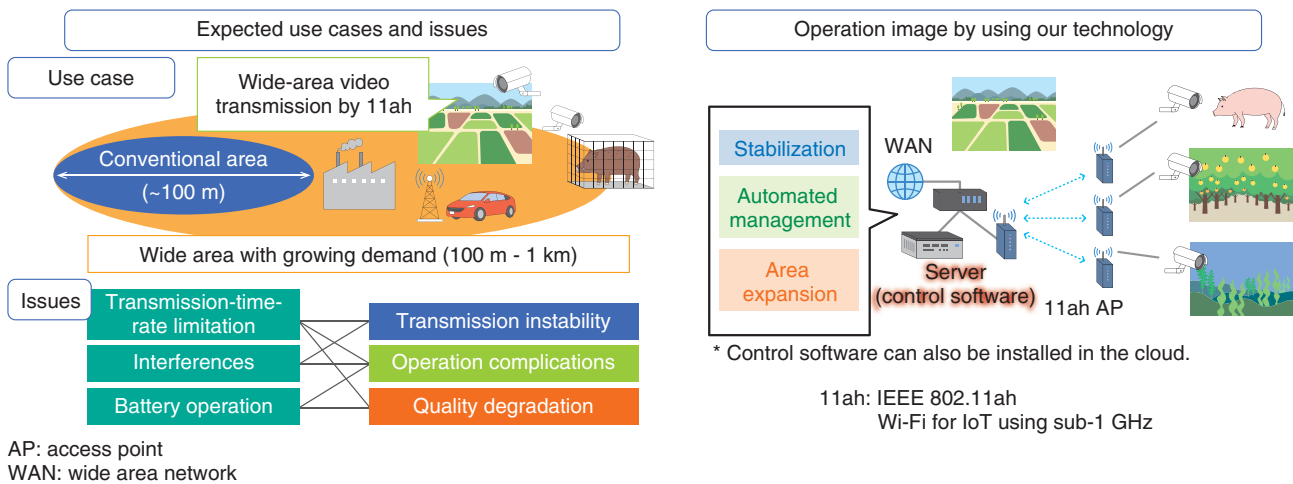 Expected use cases and issues
Use case
Wide-area video
transmission by 11ah
Conventional area
(~100 m)
Wide area with growing demand (100 m - 1 km)
Issues
Transmission-time-
rate limitation
Interferences
Battery operation
Transmission instability
Operation complications
Quality degradation
AP: access point
WAN: wide area network
Operation image by using our technology
Stabilization
Automated
management
Area
expansion
WAN
Server
(control software)
11ah AP
* Control software can also be installed in the cloud.
11ah: IEEE 802.11ah
Wi-Fi for IoT using sub-1 GHz